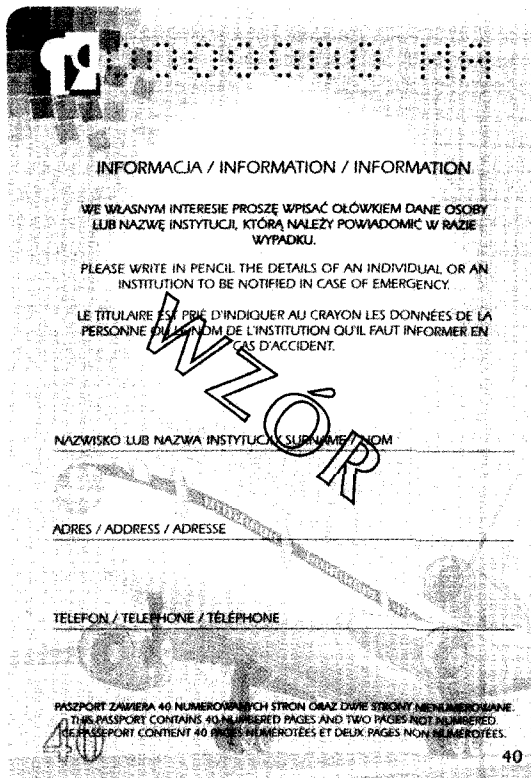 0000000 HA
INFORMACJA / INFORMATION / INFORMATION
WE WŁASNYM INTERESIE PROSZĘ WPISAĆ OŁÓWKIEM DANE OSOBY
LUB NAZWĘ INSTYTUCJI, KTÓRĄ NALEŻY POWIADOMIĆ W RAZIE
WYPADKU.
PLEASE WRITE IN PENCIL THE DETAILS OF AN INDIVIDUAL OR AN
INSTITUTION TO BE NOTIFIED IN CASE OF EMERGENCY.
LE TITULAIRE EST PRIÉ D'INDIQUER AU CRAYON LES DONNÉES DE LA
PERSONNE OU LE NOM DE L'INSTITUTION QU'IL FAUT INFORMER EN
CAS D'ACCIDENT.
WZÓR
NAZWISKO LUB NAZWA INSTYTUCJI / SURNAME / NOM
ADRES / ADDRESS / ADRESSE
TELEFON / TELEPHONE / TÉLÉPHONE
PASZPORT ZAWIERA 40 NUMEROWANYCH STRON ORAZ DWIE STRONY NIENUMEROWANE.
THIS PASSPORT CONTAINS 40 NUMBERED PAGES AND TWO PAGES NOT NUMBERED.
CE PASSEPORT CONTIENT 40 PAGES NUMÉROTÉES ET DEUX PAGES NON NUMÉROTÉES.
40
40